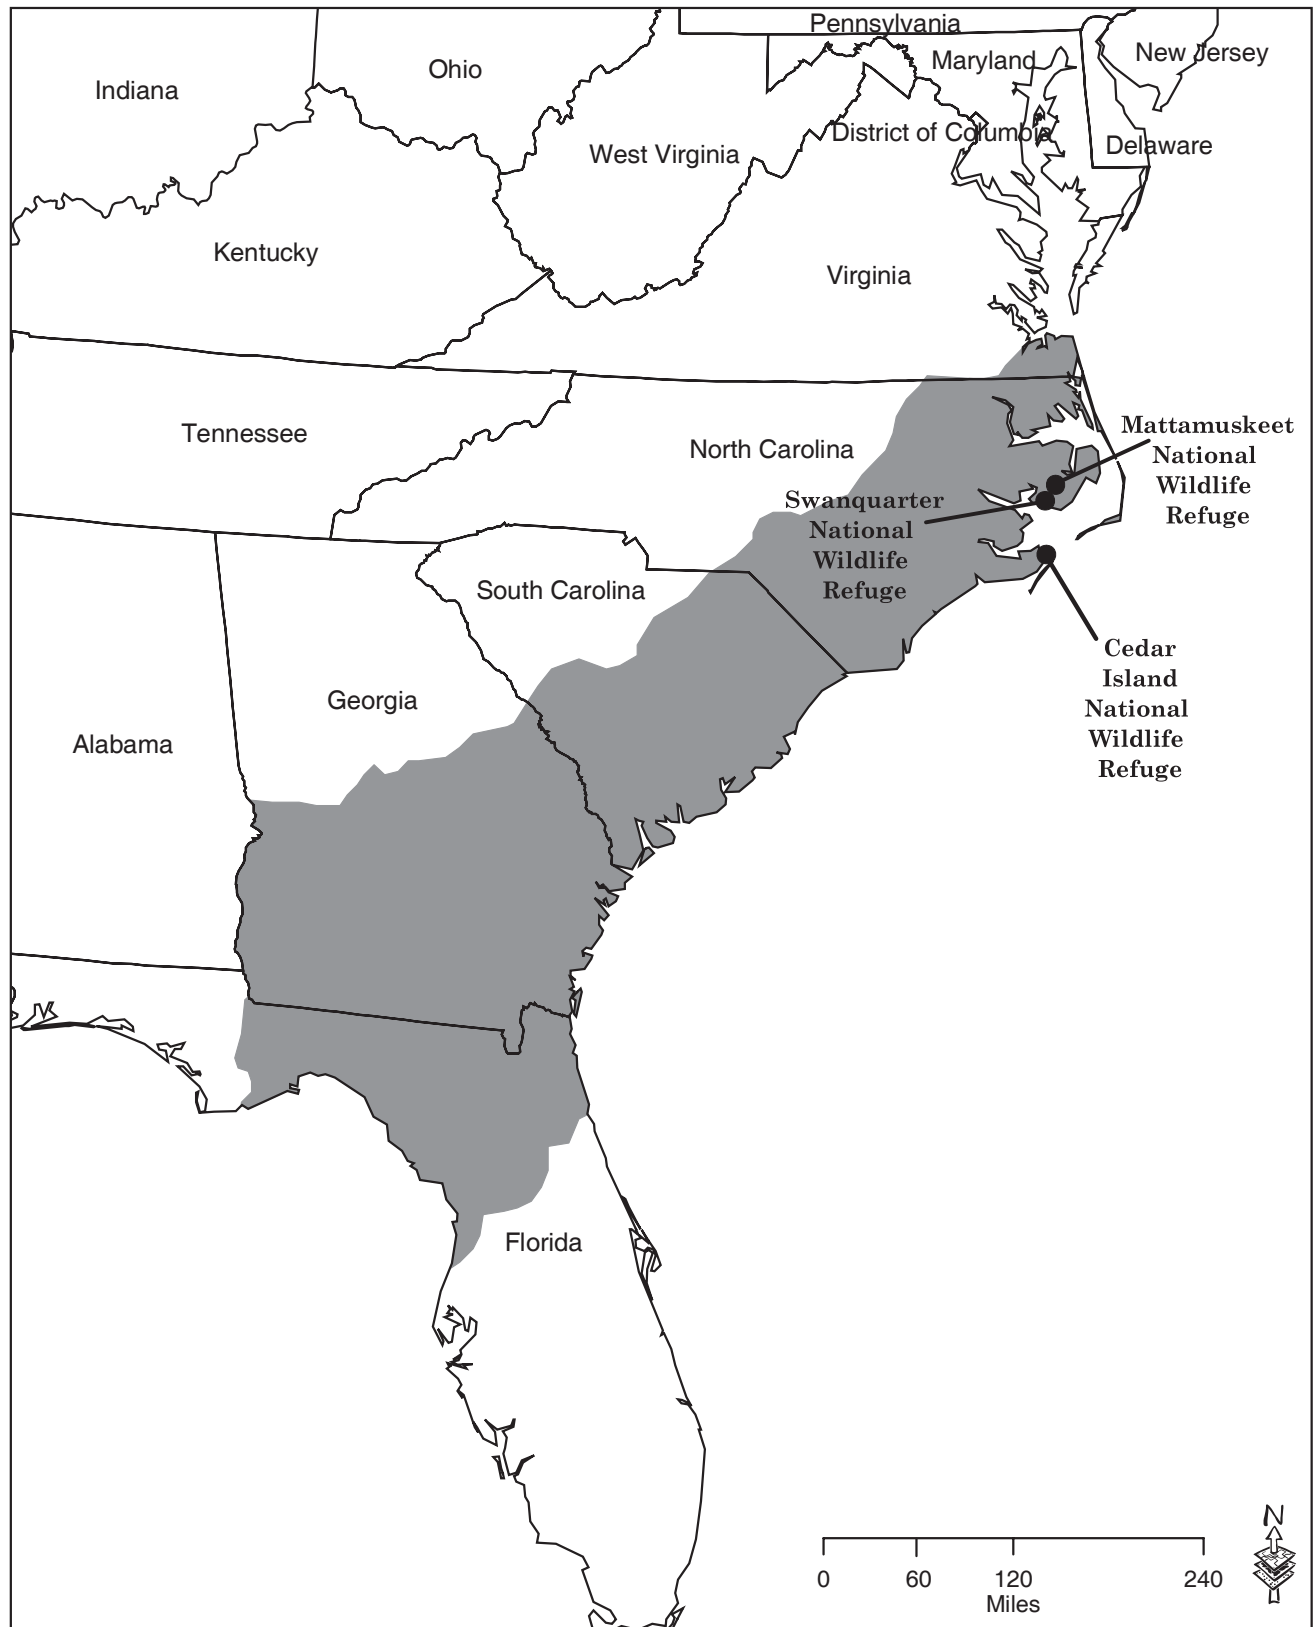 Pennsylvania
New Jersey
Maryland
Ohio
Indiana
District of Columbia
Delaware
West Virginia
Kentucky
Virginia
Tennessee
North Carolina
Mattamuskeet
National
Wildlife
Refuge
Swanquarter
National
Wildlife
Refuge
South Carolina
Cedar
Island
National
Wildlife
Refuge
Georgia
Alabama
Florida
N
0 60 120 240
Miles